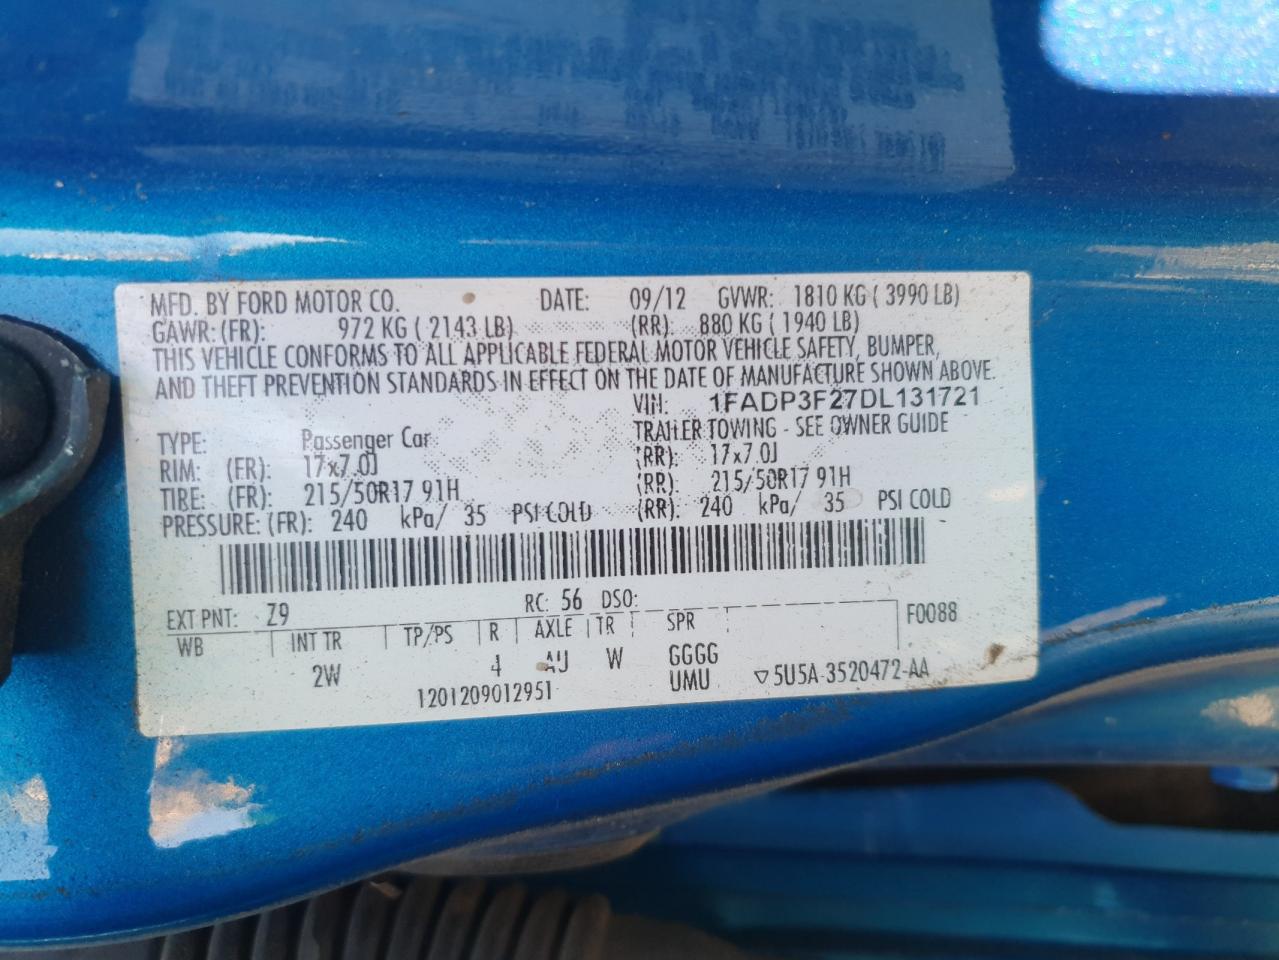 MFD. BY FORD MOTOR CO. DATE: 09/12 GVWR: 1810 KG ( 3990 LB)
GAWR: (FR): 972 KG ( 2143 LB) (RR): 880 KG ( 1940 LB)
THIS VEHICLE CONFORMS TO ALL APPLICABLE FEDERAL MOTOR VEHICLE SAFETY, BUMPER,
AND THEFT PREVENTION STANDARDS IN EFFECT ON THE DATE OF MANUFACTURE SHOWN ABOVE.
VIN: 1FADP3F27DL131721
TYPE: Passenger Car TRAILER TOWING - SEE OWNER GUIDE
RIM: (FR): 17x7.0J (RR): 17x7.0J
TIRE: (FR): 215/50R17 91H (RR): 215/50R17 91H
PRESSURE: (FR): 240 kPa/ 35 PSI COLD (RR): 240 kPa/ 35 PSI COLD
EXT PNT: Z9 RC: 56 DSO: F0088
WB INT TR TP/PS R AXLE TR SPR
2W 4 AU W GGGG
1201209012951 UMU ▽5U5A-3520472-AA